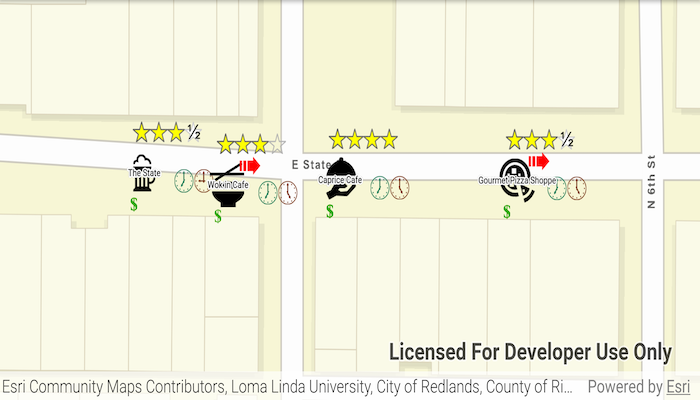 ½
E State
The State
Wok in Cafe
Caprice Cafe
Gourmet Pizza Shoppe
½
$
$
$
$
N 6th St
Licensed For Developer Use Only
Esri Community Maps Contributors, Loma Linda University, City of Redlands, County of Ri...
Powered by Esri